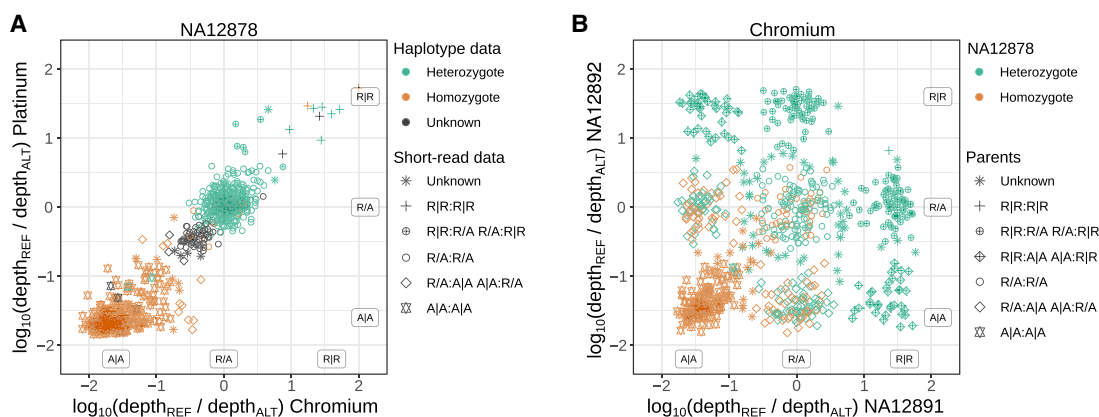 A
NA12878
2
1
0
−1
−2
log10(depthREF / depthALT) Platinum
R|R
R/A
A|A
A|A
R/A
R|R
−2
−1
0
1
2
log10(depthREF / depthALT) Chromium
Haplotype data
Heterozygote
Homozygote
Unknown
Short-read data
Unknown
R|R:R|R
R|R:R/A R/A:R|R
R/A:R/A
R/A:A|A A|A:R/A
A|A:A|A
B
Chromium
2
1
0
−1
−2
log10(depthREF / depthALT) NA12892
R|R
R/A
A|A
A|A
R/A
R|R
−2
−1
0
1
2
log10(depthREF / depthALT) NA12891
NA12878
Heterozygote
Homozygote
Parents
Unknown
R|R:R|R
R|R:R/A R/A:R|R
R|R:A|A A|A:R|R
R/A:R/A
R/A:A|A A|A:R/A
A|A:A|A